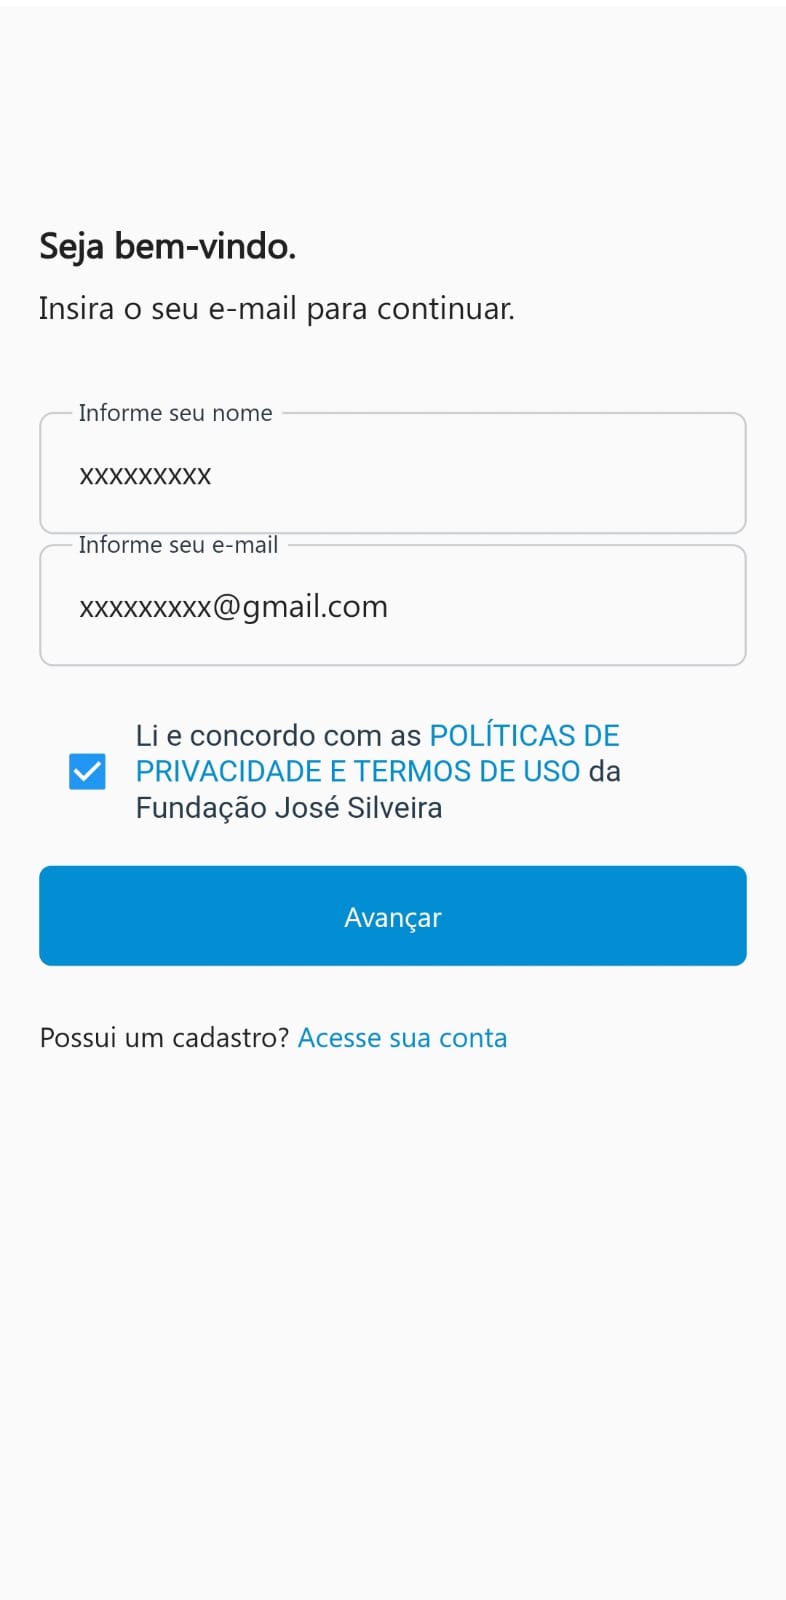 Seja bem-vindo.
Insira o seu e-mail para continuar.
Informe seu nome
xxxxxxxxx
Informe seu e-mail
xxxxxxxxx@gmail.com
Li e concordo com as POLÍTICAS DE
PRIVACIDADE E TERMOS DE USO da
Fundação José Silveira
Avançar
Possui um cadastro? Acesse sua conta